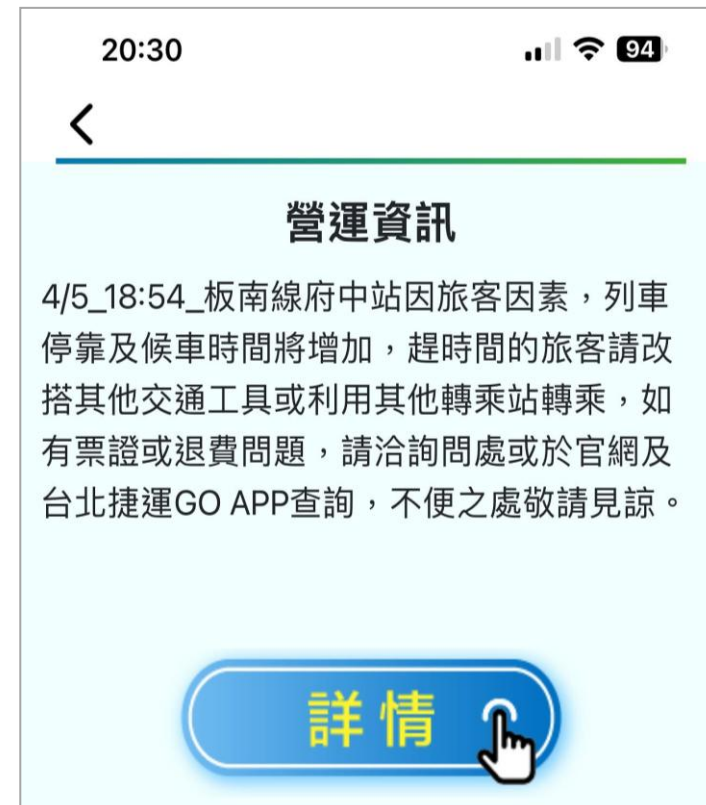 20:30
94
營運資訊
4/5_18:54_板南線府中站因旅客因素，列車
停靠及候車時間將增加，趕時間的旅客請改
搭其他交通工具或利用其他轉乘站轉乘，如
有票證或退費問題，請洽詢問處或於官網及
台北捷運GO APP查詢，不便之處敬請見諒。
詳情